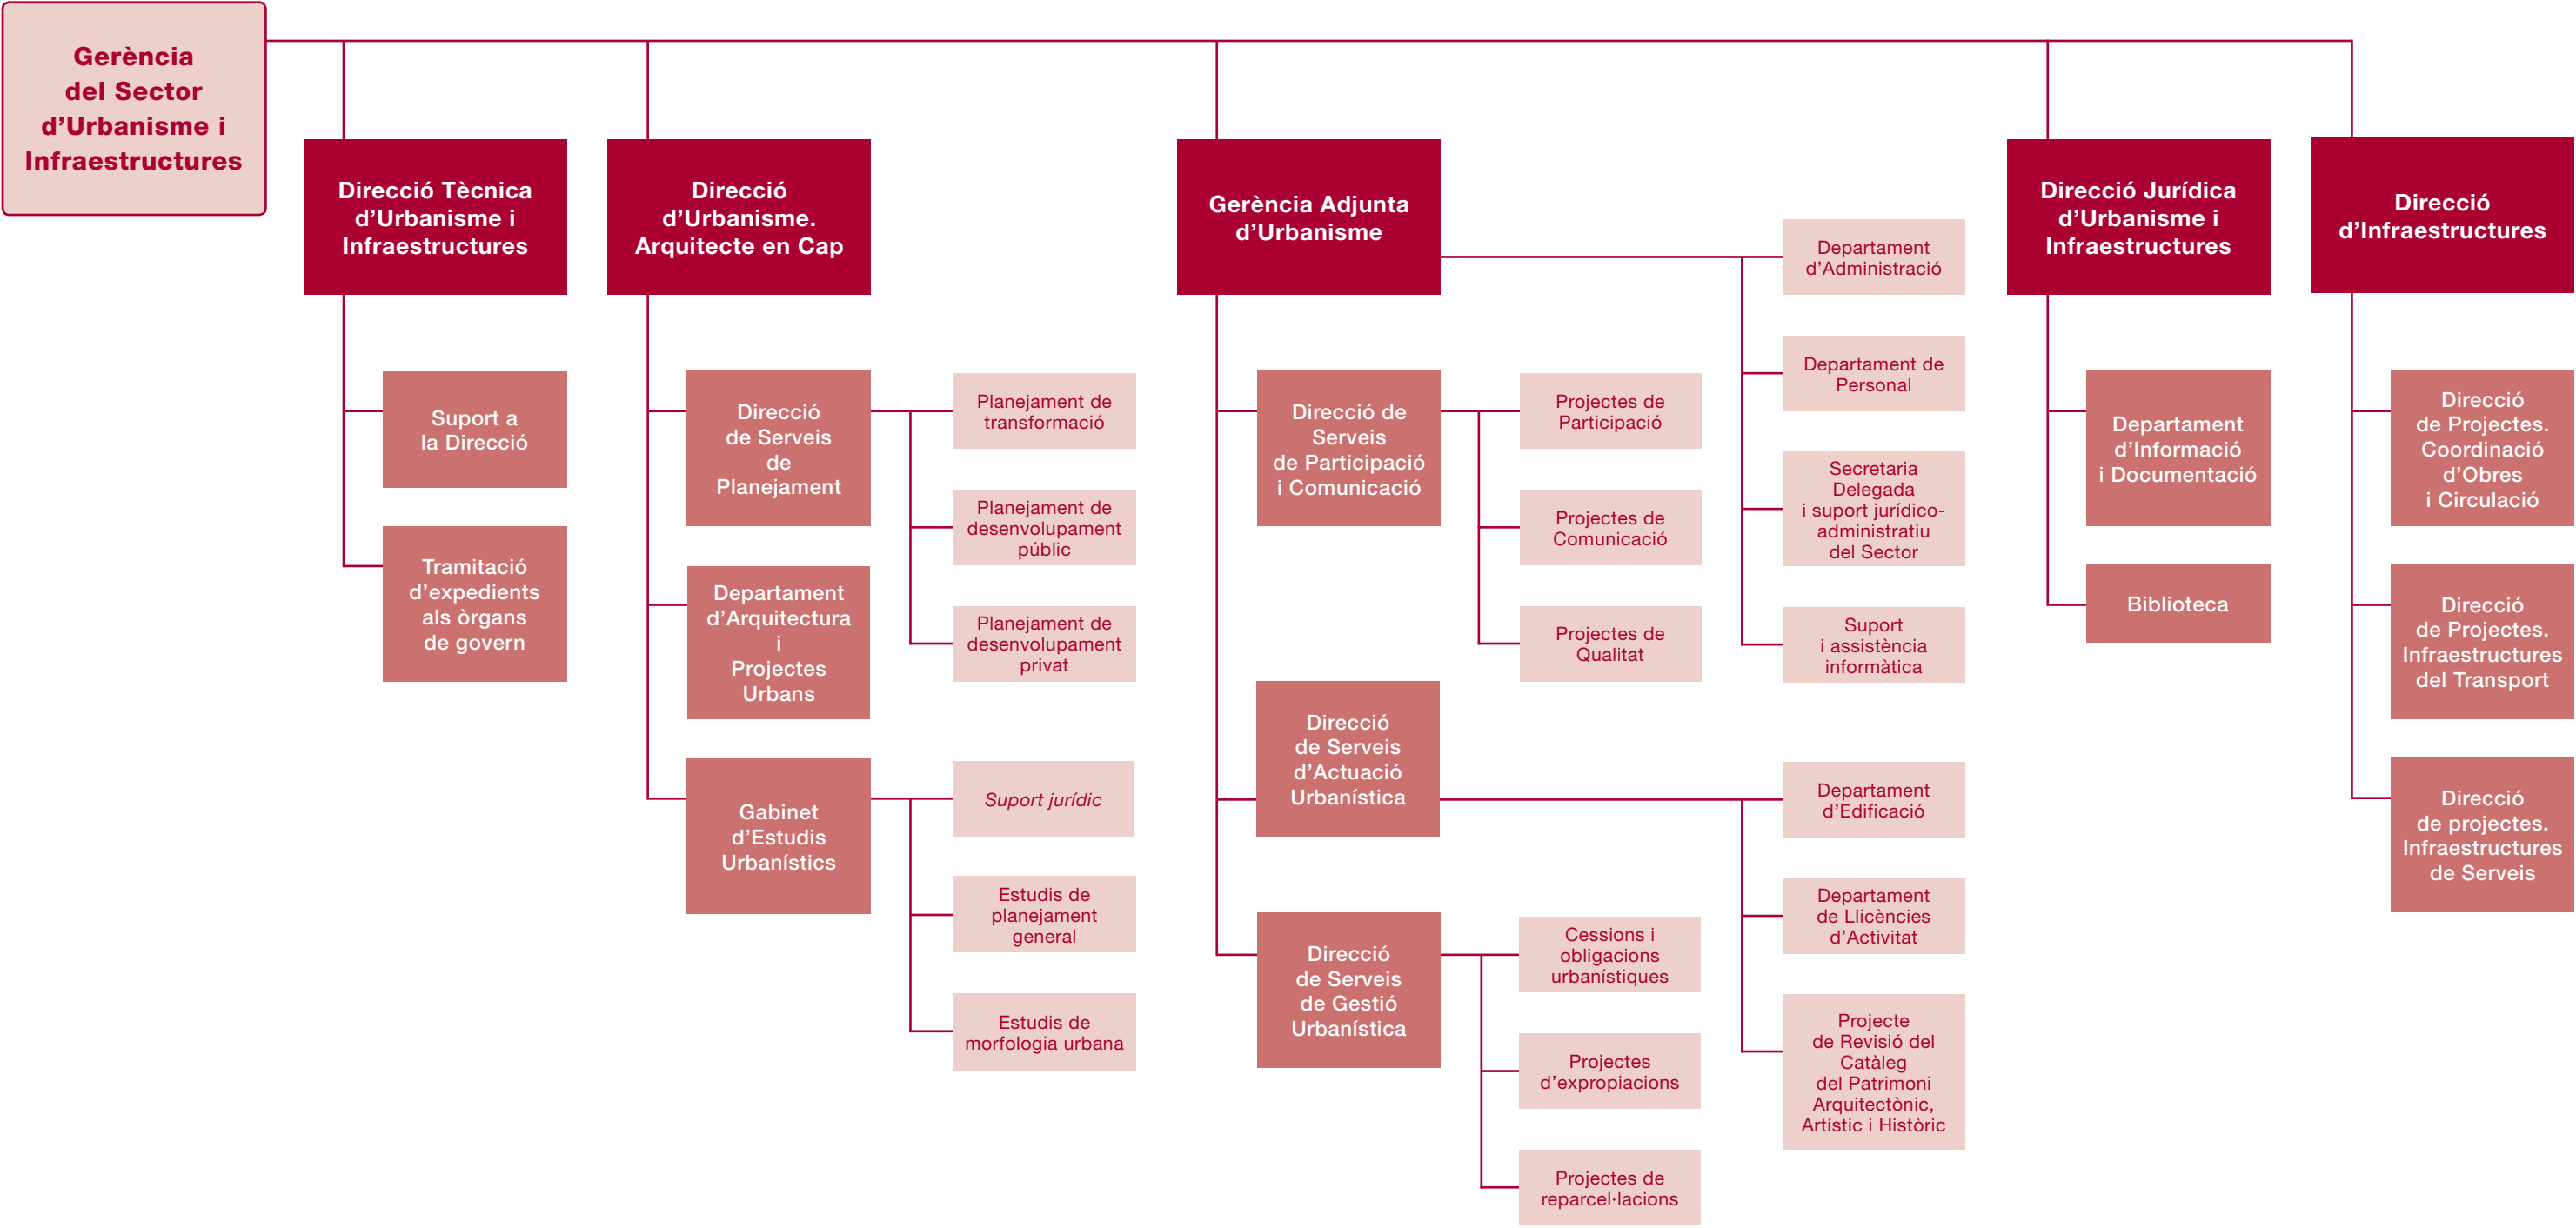 Gerència
del Sector
d’Urbanisme i
Infraestructures
Direcció Tècnica
d’Urbanisme i
Infraestructures
Suport a
la Direcció
Tramitació
d’expedients
als òrgans
de govern
Direcció
d’Urbanisme.
Arquitecte en Cap
Direcció
de Serveis
de
Planejament
Planejament de
transformació
Planejament de
desenvolupament
públic
Planejament de
desenvolupament
privat
Departament
d’Arquitectura
i
Projectes
Urbans
Gabinet
d’Estudis
Urbanístics
Suport jurídic
Estudis de
planejament
general
Estudis de
morfologia urbana
Gerència Adjunta
d’Urbanisme
Departament
d’Administració
Departament de
Personal
Secretaria
Delegada
i suport jurídico-
administratiu
del Sector
Suport
i assistència
informàtica
Direcció de
Serveis
de Participació
i Comunicació
Projectes de
Participació
Projectes de
Comunicació
Projectes de
Qualitat
Direcció
de Serveis
d’Actuació
Urbanística
Departament
d’Edificació
Departament
de Llicències
d’Activitat
Projecte
de Revisió del
Catàleg
del Patrimoni
Arquitectònic,
Artístic i Històric
Direcció
de Serveis
de Gestió
Urbanística
Cessions i
obligacions
urbanístiques
Projectes
d’expropiacions
Projectes de
reparcel·lacions
Direcció Jurídica
d’Urbanisme i
Infraestructures
Departament
d’Informació
i Documentació
Biblioteca
Direcció
d’Infraestructures
Direcció
de Projectes.
Coordinació
d’Obres
i Circulació
Direcció
de Projectes.
Infraestructures
del Transport
Direcció
de projectes.
Infraestructures
de Serveis